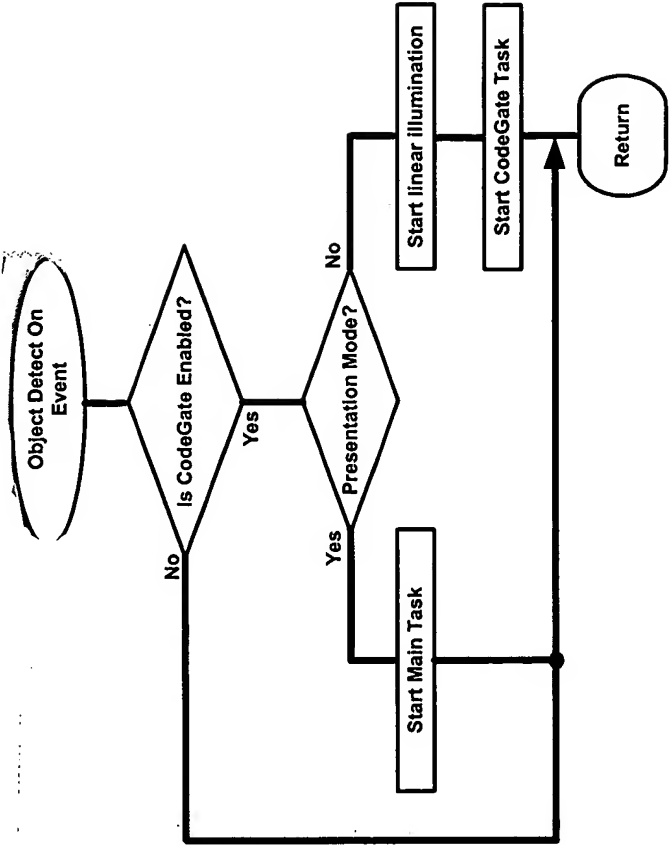 Object Detect On
Event
Is CodeGate Enabled?
No
Yes
Presentation Mode?
Yes
No
Start Main Task
Start linear illumination
Start CodeGate Task
Return